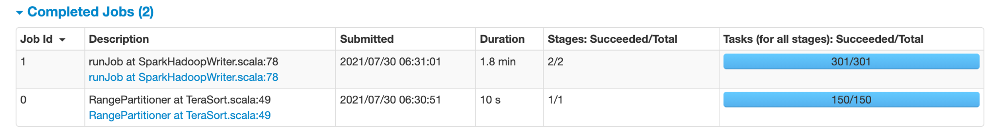 Completed Jobs (2)
Job Id Description Submitted Duration Stages: Succeeded/Total Tasks (for all stages): Succeeded/Total
1 runJob at SparkHadoopWriter.scala:78 2021/07/30 06:31:01 1.8 min 2/2 301/301
runJob at SparkHadoopWriter.scala:78
0 RangePartitioner at TeraSort.scala:49 2021/07/30 06:30:51 10 s 1/1 150/150
RangePartitioner at TeraSort.scala:49